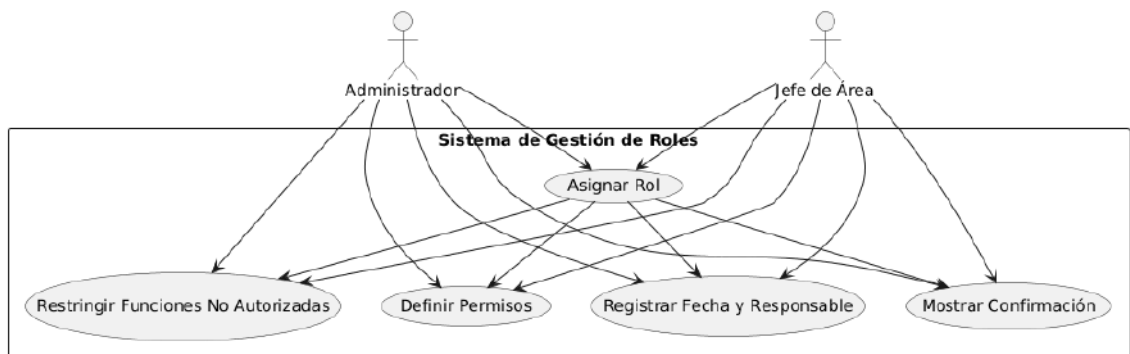 Administrador
Jefe de Área
Sistema de Gestión de Roles
Asignar Rol
Restringir Funciones No Autorizadas
Definir Permisos
Registrar Fecha y Responsable
Mostrar Confirmación